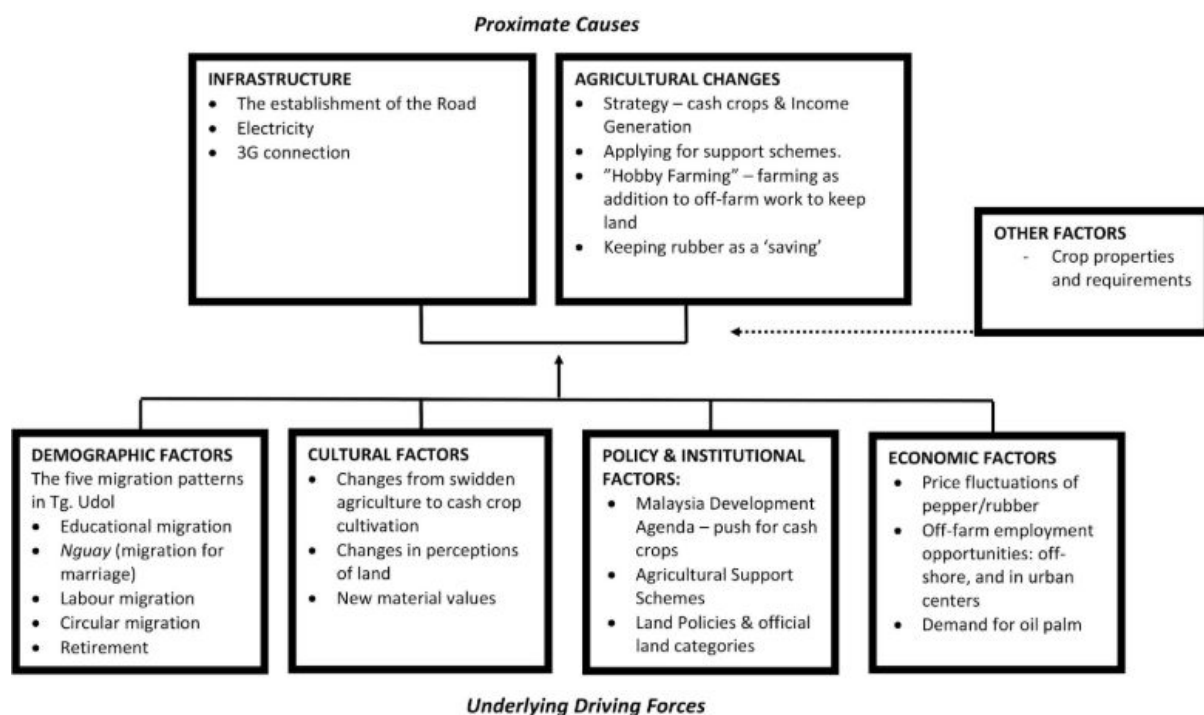 Proximate Causes
INFRASTRUCTURE
• The establishment of the Road
• Electricity
• 3G connection
AGRICULTURAL CHANGES
• Strategy – cash crops & Income
Generation
• Applying for support schemes.
• ”Hobby Farming” – farming as
addition to off-farm work to keep
land
• Keeping rubber as a ‘saving’
OTHER FACTORS
- Crop properties
and requirements
DEMOGRAPHIC FACTORS
The five migration patterns
in Tg. Udol
• Educational migration
• Nguay (migration for
marriage)
• Labour migration
• Circular migration
• Retirement
CULTURAL FACTORS
• Changes from swidden
agriculture to cash crop
cultivation
• Changes in perceptions
of land
• New material values
POLICY & INSTITUTIONAL
FACTORS:
• Malaysia Development
Agenda – push for cash
crops
• Agricultural Support
Schemes
• Land Policies & official
land categories
ECONOMIC FACTORS
• Price fluctuations of
pepper/rubber
• Off-farm employment
opportunities: off-
shore, and in urban
centers
• Demand for oil palm
Underlying Driving Forces